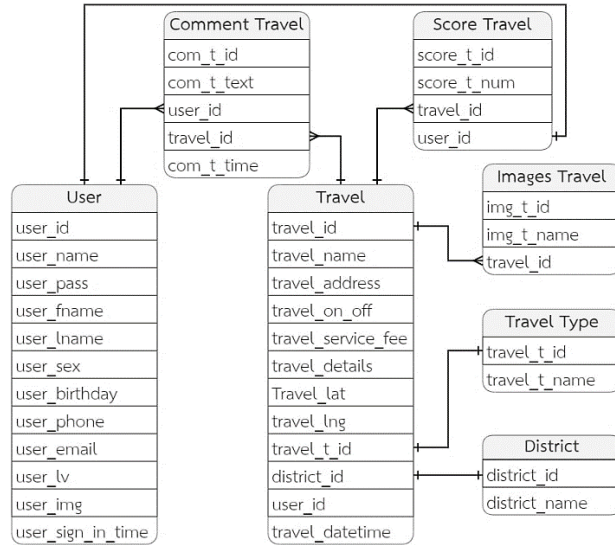 Comment Travel
com_t_id
com_t_text
user_id
travel_id
com_t_time
Score Travel
score_t_id
score_t_num
travel_id
user_id
User
user_id
user_name
user_pass
user_fname
user_lname
user_sex
user_birthday
user_phone
user_email
user_lv
user_img
user_sign_in_time
Travel
travel_id
travel_name
travel_address
travel_on_off
travel_service_fee
travel_details
Travel_lat
travel_lng
travel_t_id
district_id
user_id
travel_datetime
Images Travel
img_t_id
img_t_name
travel_id
Travel Type
travel_t_id
travel_t_name
District
district_id
district_name